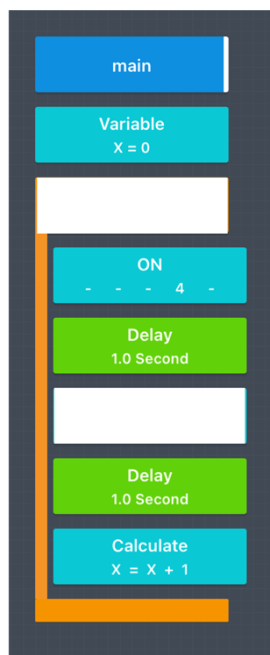 main
Variable
X = 0
ON
- - - 4 -
Delay
1.0 Second
Delay
1.0 Second
Calculate
X = X + 1